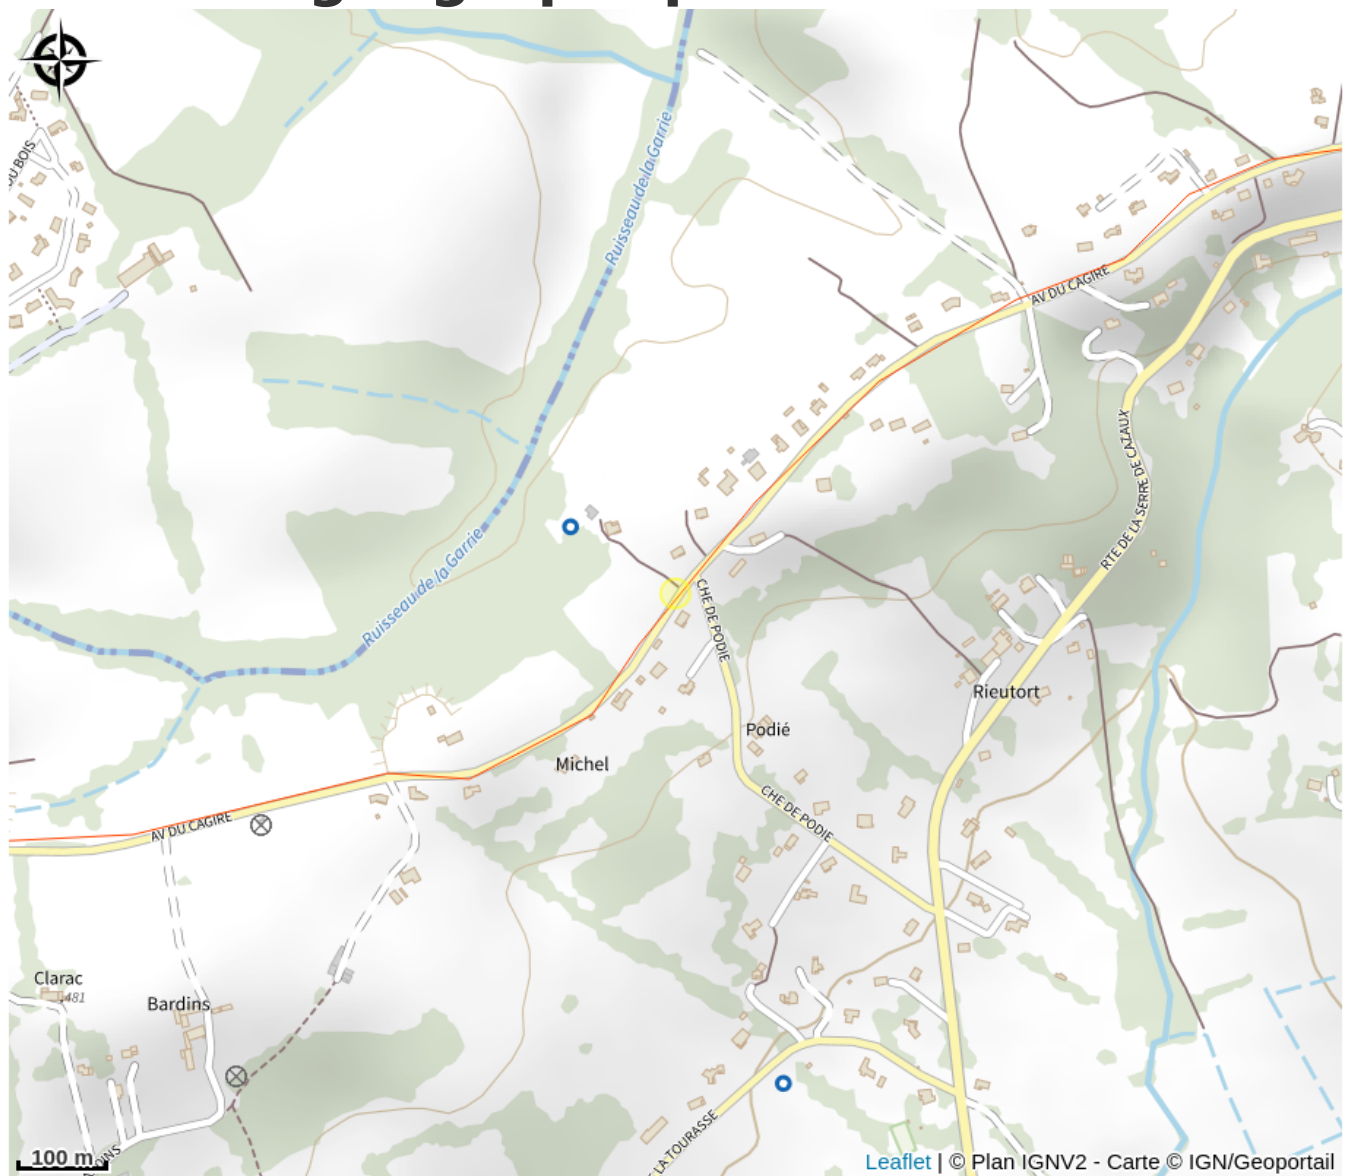 DU BOIS
Ruisseau de la Garrie
AV DU CAGIRE
RTE DE LA SERRE DE CAZAUX
Ruisseau de la Garrie
CHE DE PODIE
Rieutort
Podié
Michel
CHE DE PODIE
AV DU CAGIRE
Clarac
481
Bardins
LA TOURASSE
100 m
Leaflet | © Plan IGNV2 - Carte © IGN/Geoportail